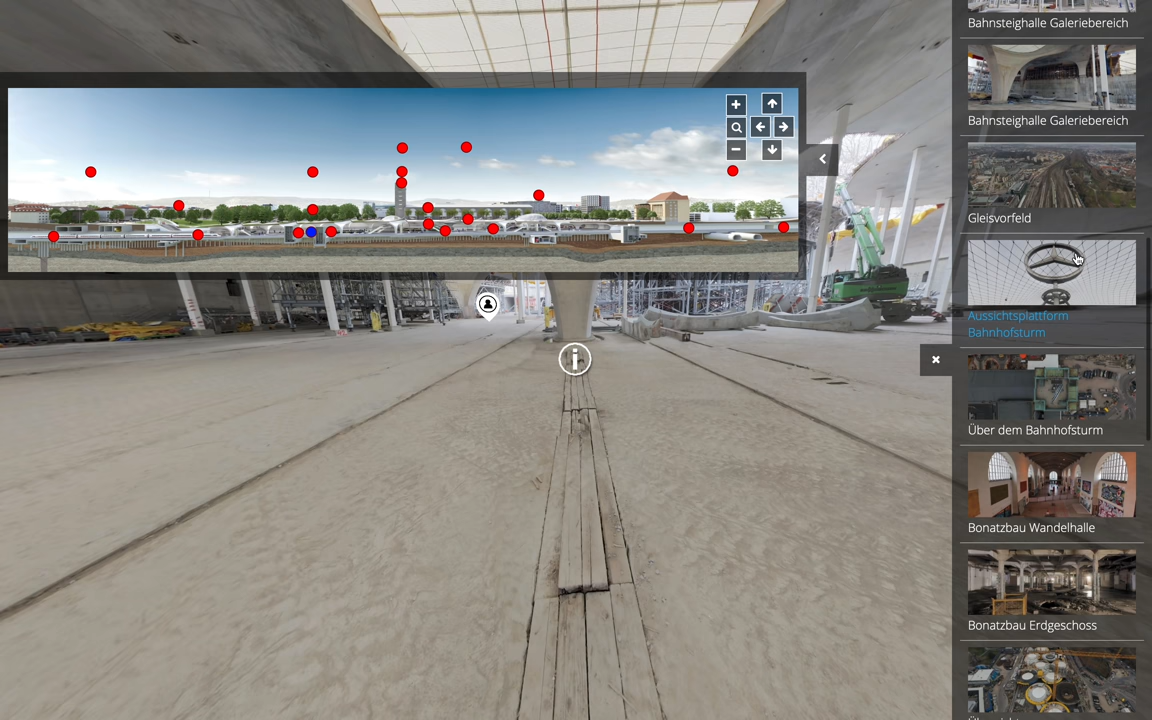 Bahnsteighalle Galeriebereich
Bahnsteighalle Galeriebereich
Gleisvorfeld
Aussichtsplattform
Bahnhofsturm
Über dem Bahnhofsturm
Bonatzbau Wandelhalle
Bonatzbau Erdgeschoss